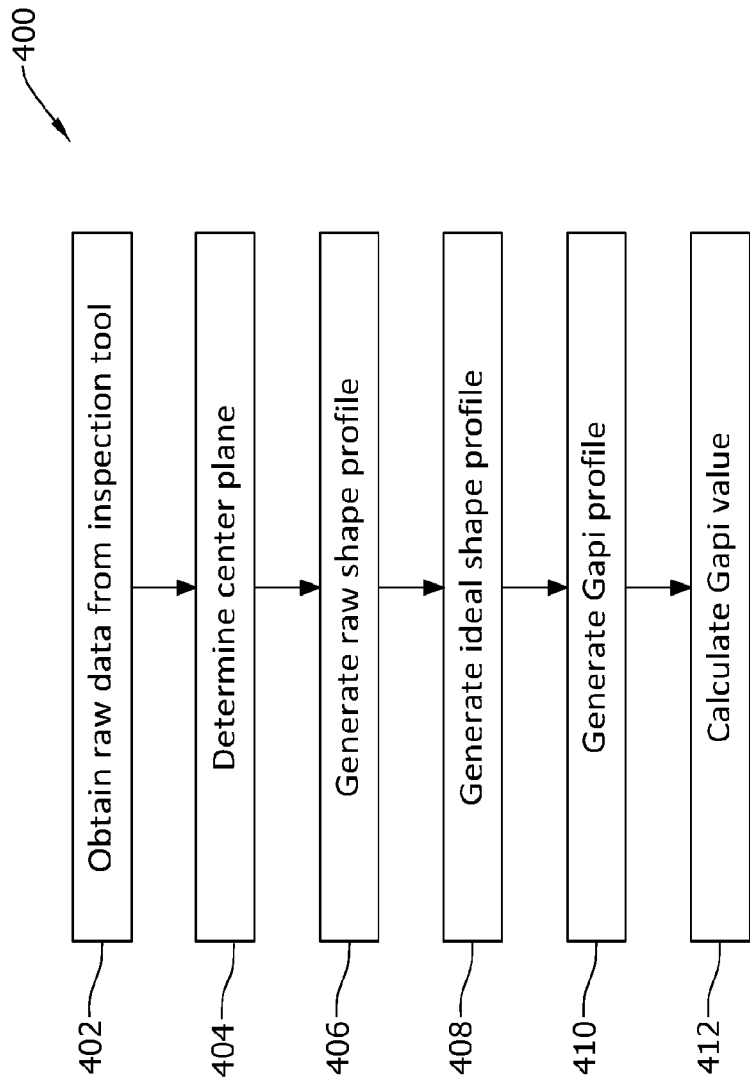 400
402
Obtain raw data from inspection tool
404
Determine center plane
406
Generate raw shape profile
408
Generate ideal shape profile
410
Generate Gapi profile
412
Calculate Gapi value